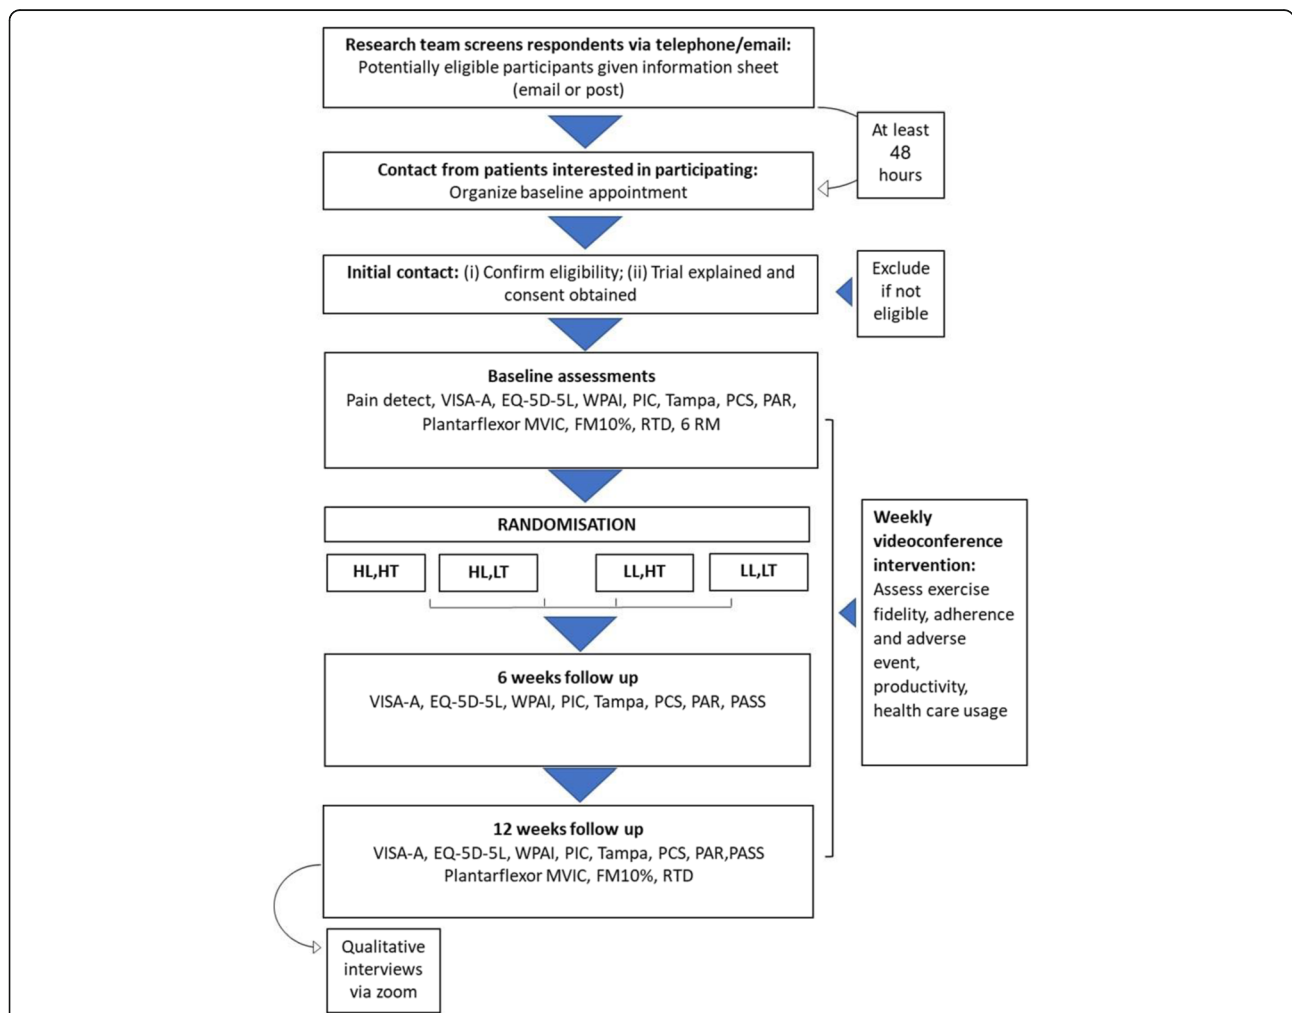 Research team screens respondents via telephone/email:
Potentially eligible participants given information sheet
(email or post)
At least
48
hours
Contact from patients interested in participating:
Organize baseline appointment
Initial contact: (i) Confirm eligibility; (ii) Trial explained and
consent obtained
Exclude
if not
eligible
Baseline assessments
Pain detect, VISA-A, EQ-5D-5L, WPAI, PIC, Tampa, PCS, PAR,
Plantarflexor MVIC, FM10%, RTD, 6 RM
RANDOMISATION
HL,HT
HL,LT
LL,HT
LL,LT
Weekly
videoconference
intervention:
Assess exercise
fidelity, adherence
and adverse
event,
productivity,
health care usage
6 weeks follow up
VISA-A, EQ-5D-5L, WPAI, PIC, Tampa, PCS, PAR, PASS
12 weeks follow up
VISA-A, EQ-5D-5L, WPAI, PIC, Tampa, PCS, PAR,PASS
Plantarflexor MVIC, FM10%, RTD
Qualitative
interviews
via zoom